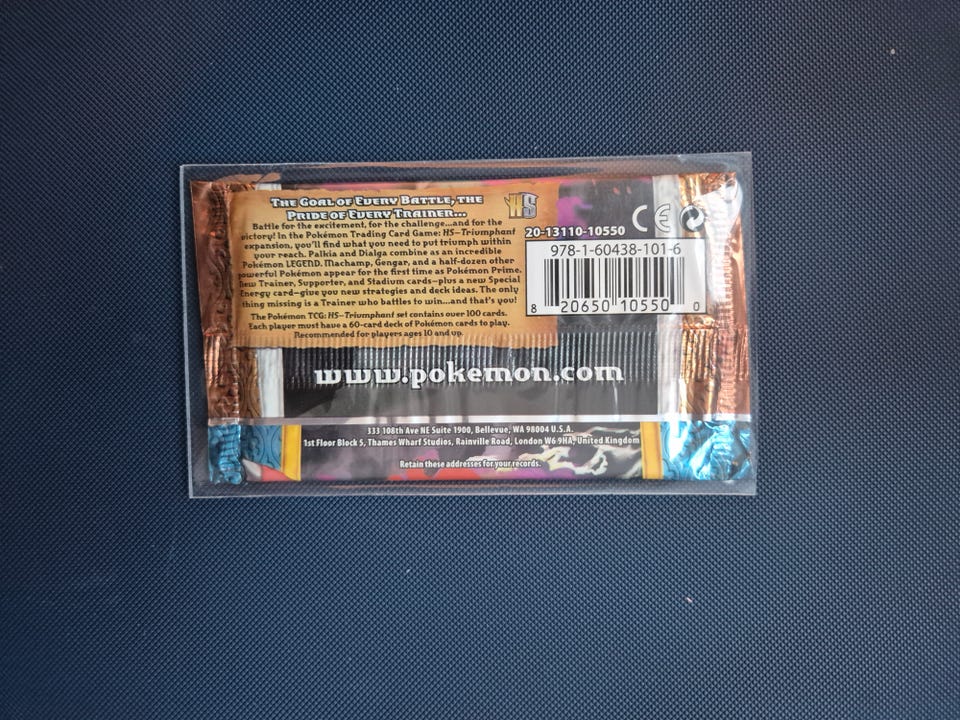 The Goal of Every Battle, the
Pride of Every Trainer...
Battle for the excitement, for the challenge...and for the
victory! In the Pokémon Trading Card Game: HS–Triumphant
expansion, you'll find what you need to put triumph within
your reach. Palkia and Dialga combine as an incredible
Pokémon LEGEND. Machamp, Gengar, and a half-dozen other
powerful Pokémon appear for the first time as Pokémon Prime.
New Trainer, Supporter, and Stadium cards–plus a new Special
Energy card–give you new strategies and deck ideas. The only
thing missing is a Trainer who battles to win...and that's you!
The Pokémon TCG: HS–Triumphant set contains over 100 cards.
Each player must have a 60-card deck of Pokémon cards to play.
Recommended for players ages 10 and up.
HS
CE
20-13110-10550
978-1-60438-101-6
8 20650 10550 0
www.pokemon.com
333 108th Ave NE Suite 1900, Bellevue, WA 98004 U.S.A.
1st Floor Block 5, Thames Wharf Studios, Rainville Road, London W6 9HA, United Kingdom
Retain these addresses for your records.